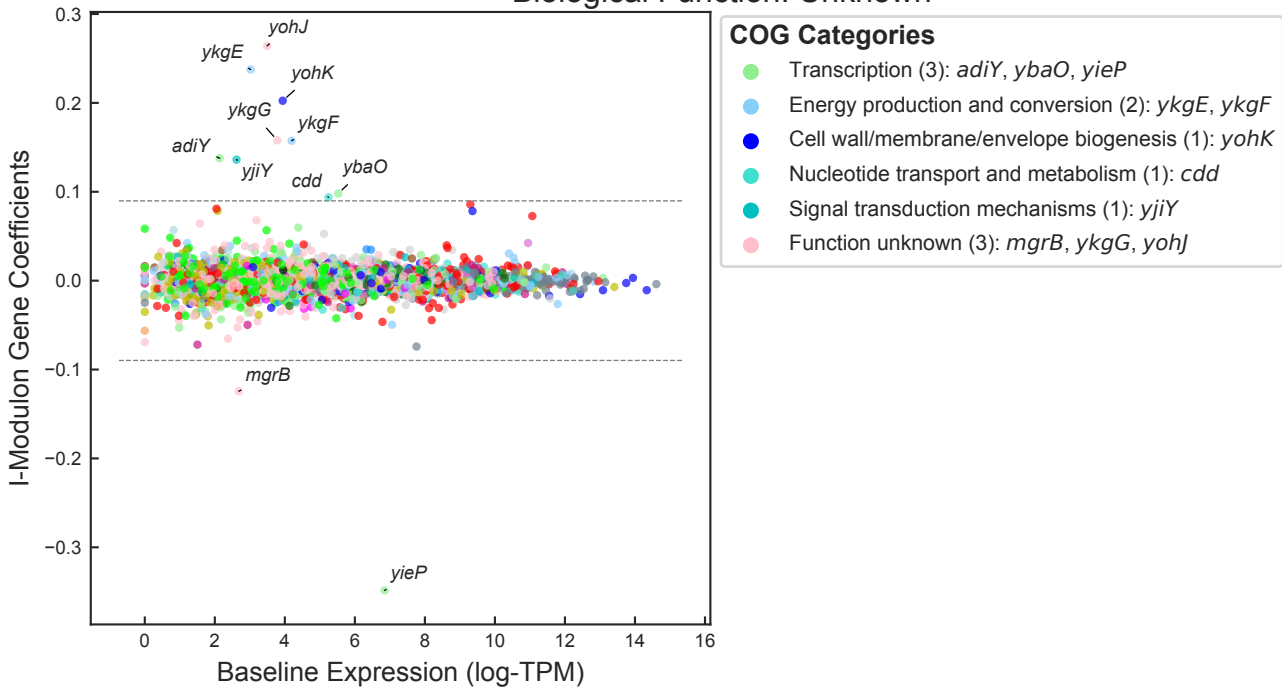 Biological Function: Unknown
0.3
0.2
0.1
0.0
−0.1
−0.2
−0.3
I-Modulon Gene Coefficients
yohJ
ykgE
yohK
ykgG
ykgF
adiY
yjiY
cdd
ybaO
mgrB
yieP
0 2 4 6 8 10 12 14 16
Baseline Expression (log-TPM)
COG Categories
Transcription (3): adiY, ybaO, yieP
Energy production and conversion (2): ykgE, ykgF
Cell wall/membrane/envelope biogenesis (1): yohK
Nucleotide transport and metabolism (1): cdd
Signal transduction mechanisms (1): yjiY
Function unknown (3): mgrB, ykgG, yohJ